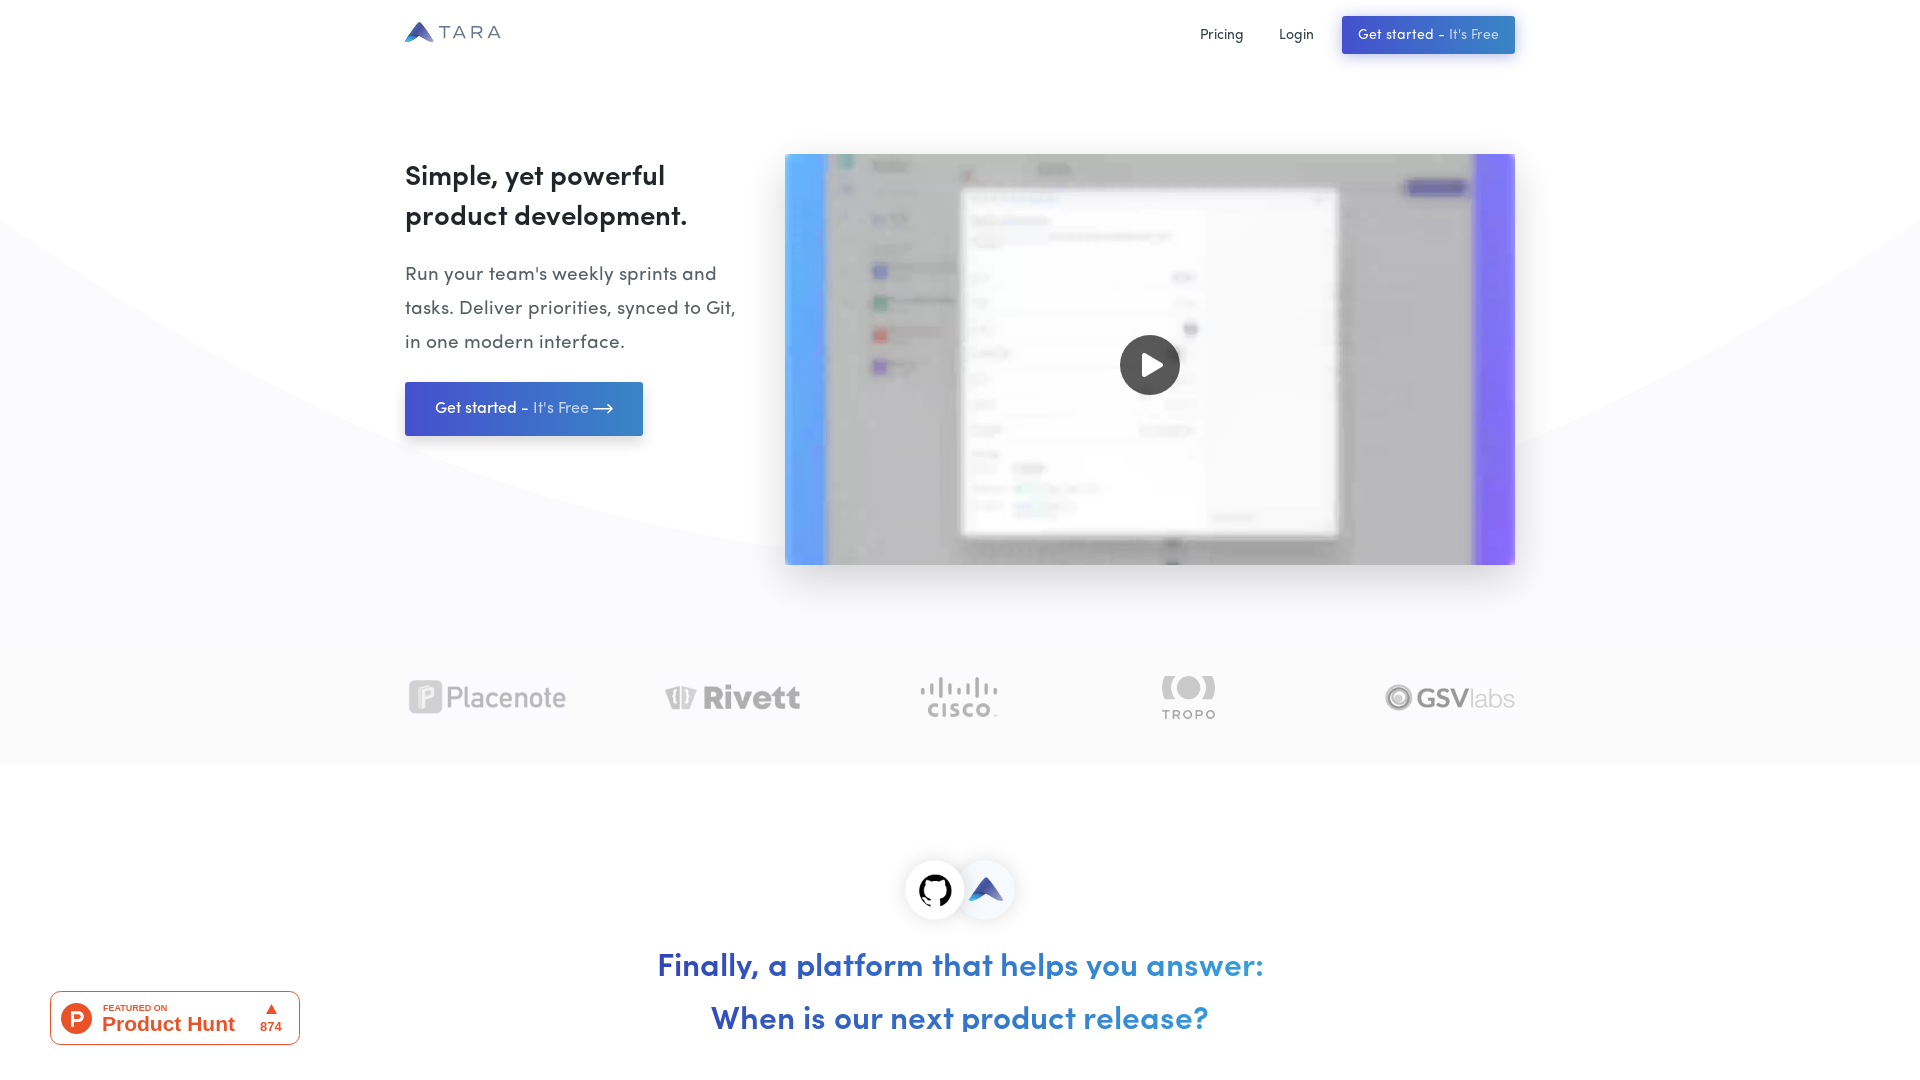 TARA
Pricing
Login
Get started - It's Free
Simple, yet powerful
product development.
Run your team's weekly sprints and
tasks. Deliver priorities, synced to Git,
in one modern interface.
Get started - It's Free
Placenote
Rivett
CISCO
TROPO
GSVlabs
Finally, a platform that helps you answer:
When is our next product release?
FEATURED ON
Product Hunt
874